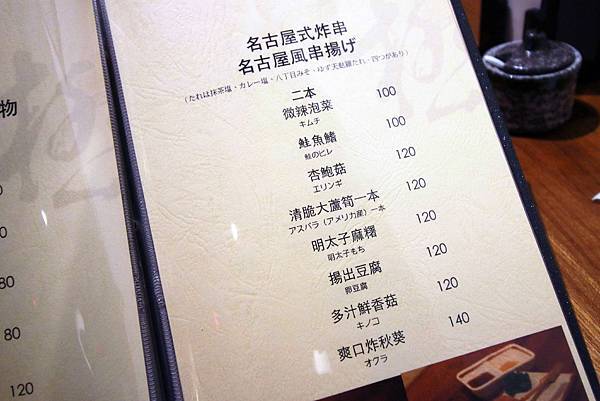 物
80
80
120
名古屋式炸串
名古屋風串揚げ
(たれは抹茶塩・カレー塩・八丁目みそ・ゆず天麩羅たれ・四つがあり)
二本
微辣泡菜 100
キムチ
鮭魚鰭 100
鮭のヒレ
杏鮑菇 120
エリンギ
清脆大蘆筍一本 120
アスパラ（アメリカ産）一本
明太子麻糬 120
明太子もち
揚出豆腐 120
卵豆腐
多汁鮮香菇 120
キノコ
爽口炸秋葵 140
オクラ